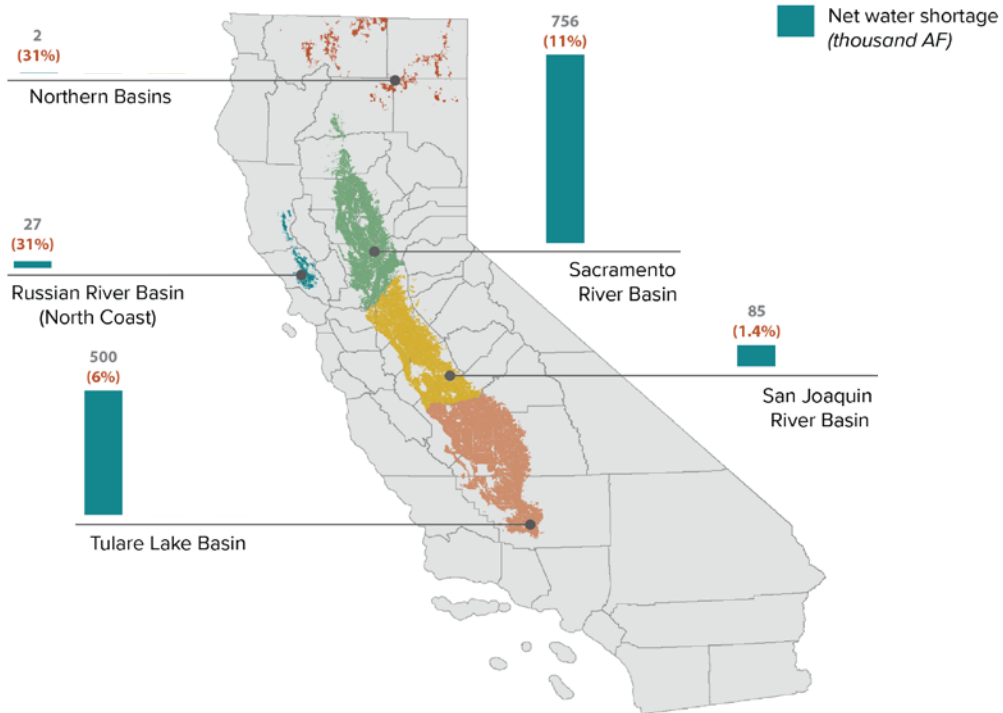 2
(31%)
Northern Basins
756
(11%)
Net water shortage
(thousand AF)
27
(31%)
Russian River Basin
(North Coast)
Sacramento
River Basin
85
(1.4%)
San Joaquin
River Basin
500
(6%)
Tulare Lake Basin